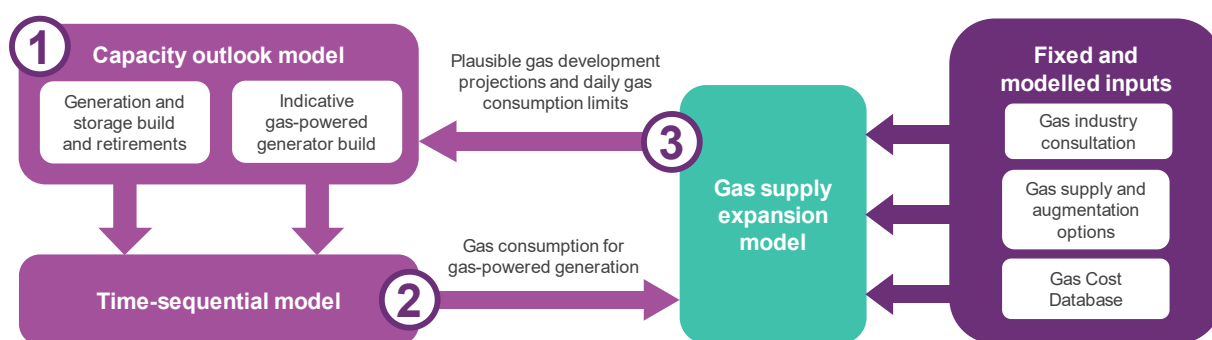 1
Capacity outlook model
Generation and
storage build
and retirements
Indicative
gas-powered
generator build
Plausible gas development
projections and daily gas
consumption limits
3
Gas supply
expansion
model
Fixed and
modelled inputs
Gas industry
consultation
Gas supply and
augmentation
options
Gas Cost
Database
Time-sequential model
2
Gas consumption for
gas-powered generation